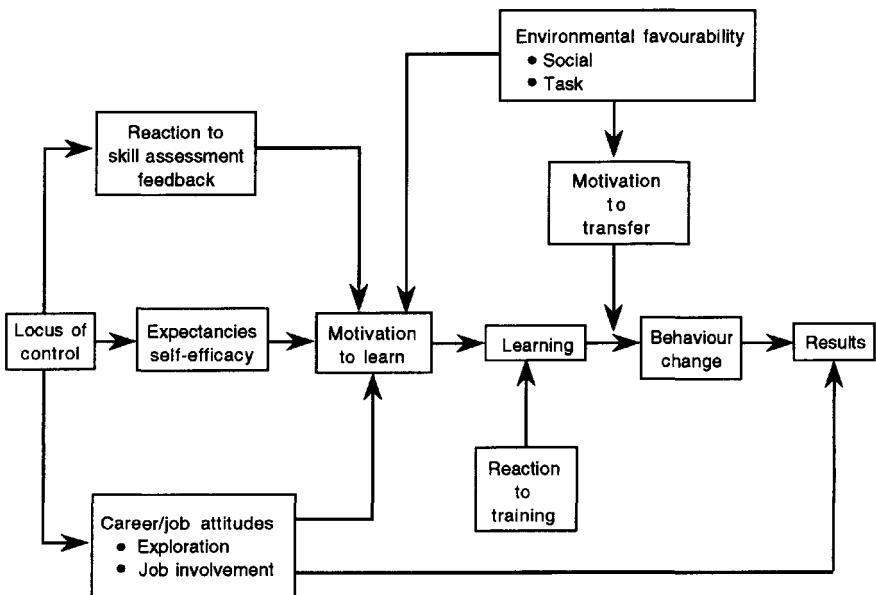 Environmental favourability
• Social
• Task
Reaction to
skill assessment
feedback
Motivation
to
transfer
Locus of
control
Expectancies
self-efficacy
Motivation
to learn
Learning
Behaviour
change
Results
Reaction
to
training
Career/job attitudes
• Exploration
• Job involvement